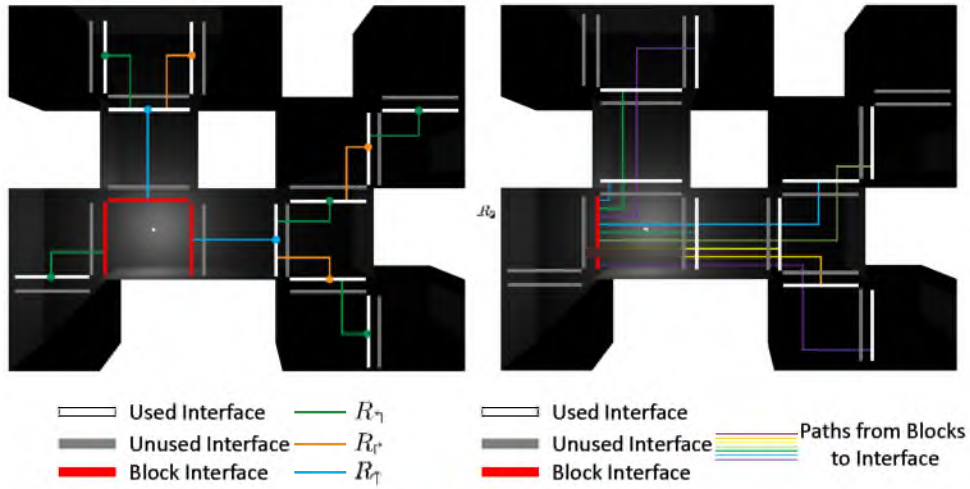 R₂
Used Interface R↰
Unused Interface R↱
Block Interface R↑
Used Interface
Unused Interface
Block Interface
Paths from Blocks
to Interface